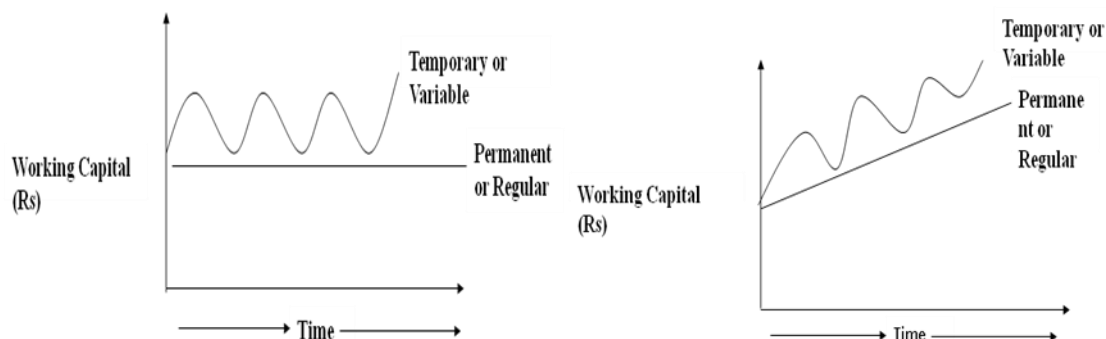 Temporary or
Variable
Working Capital
(Rs)
Permanent
or Regular
Time
Temporary or
Variable
Permane
nt or
Regular
Working Capital
(Rs)
Time